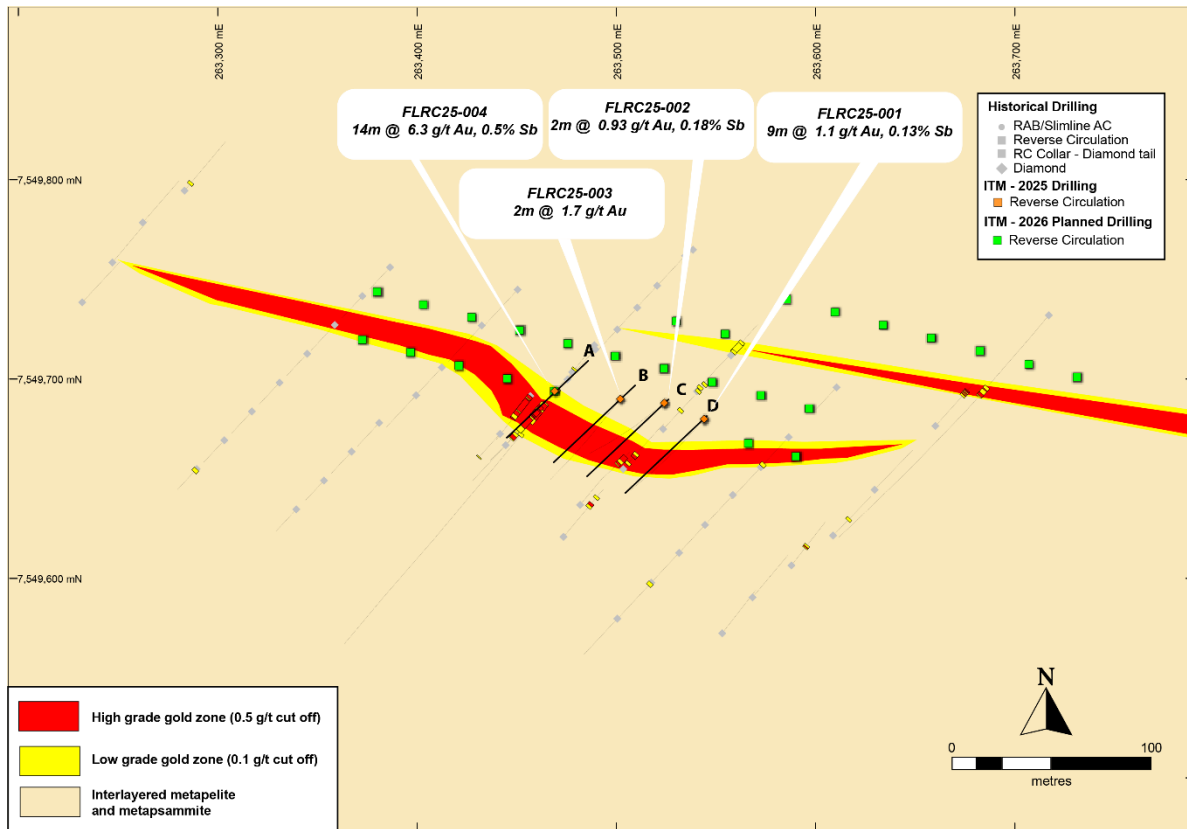 263,300 mE
263,400 mE
263,500 mE
263,600 mE
263,700 mE
FLRC25-004
14m @ 6.3 g/t Au, 0.5% Sb
FLRC25-002
2m @ 0.93 g/t Au, 0.18% Sb
FLRC25-001
9m @ 1.1 g/t Au, 0.13% Sb
FLRC25-003
2m @ 1.7 g/t Au
Historical Drilling
RAB/Slimline AC
Reverse Circulation
RC Collar - Diamond tail
Diamond
ITM - 2025 Drilling
Reverse Circulation
ITM - 2026 Planned Drilling
Reverse Circulation
7,549,800 mN
7,549,700 mN
7,549,600 mN
A
B
C
D
High grade gold zone (0.5 g/t cut off)
Low grade gold zone (0.1 g/t cut off)
Interlayered metapelite
and metapsammite
N
0 100
metres